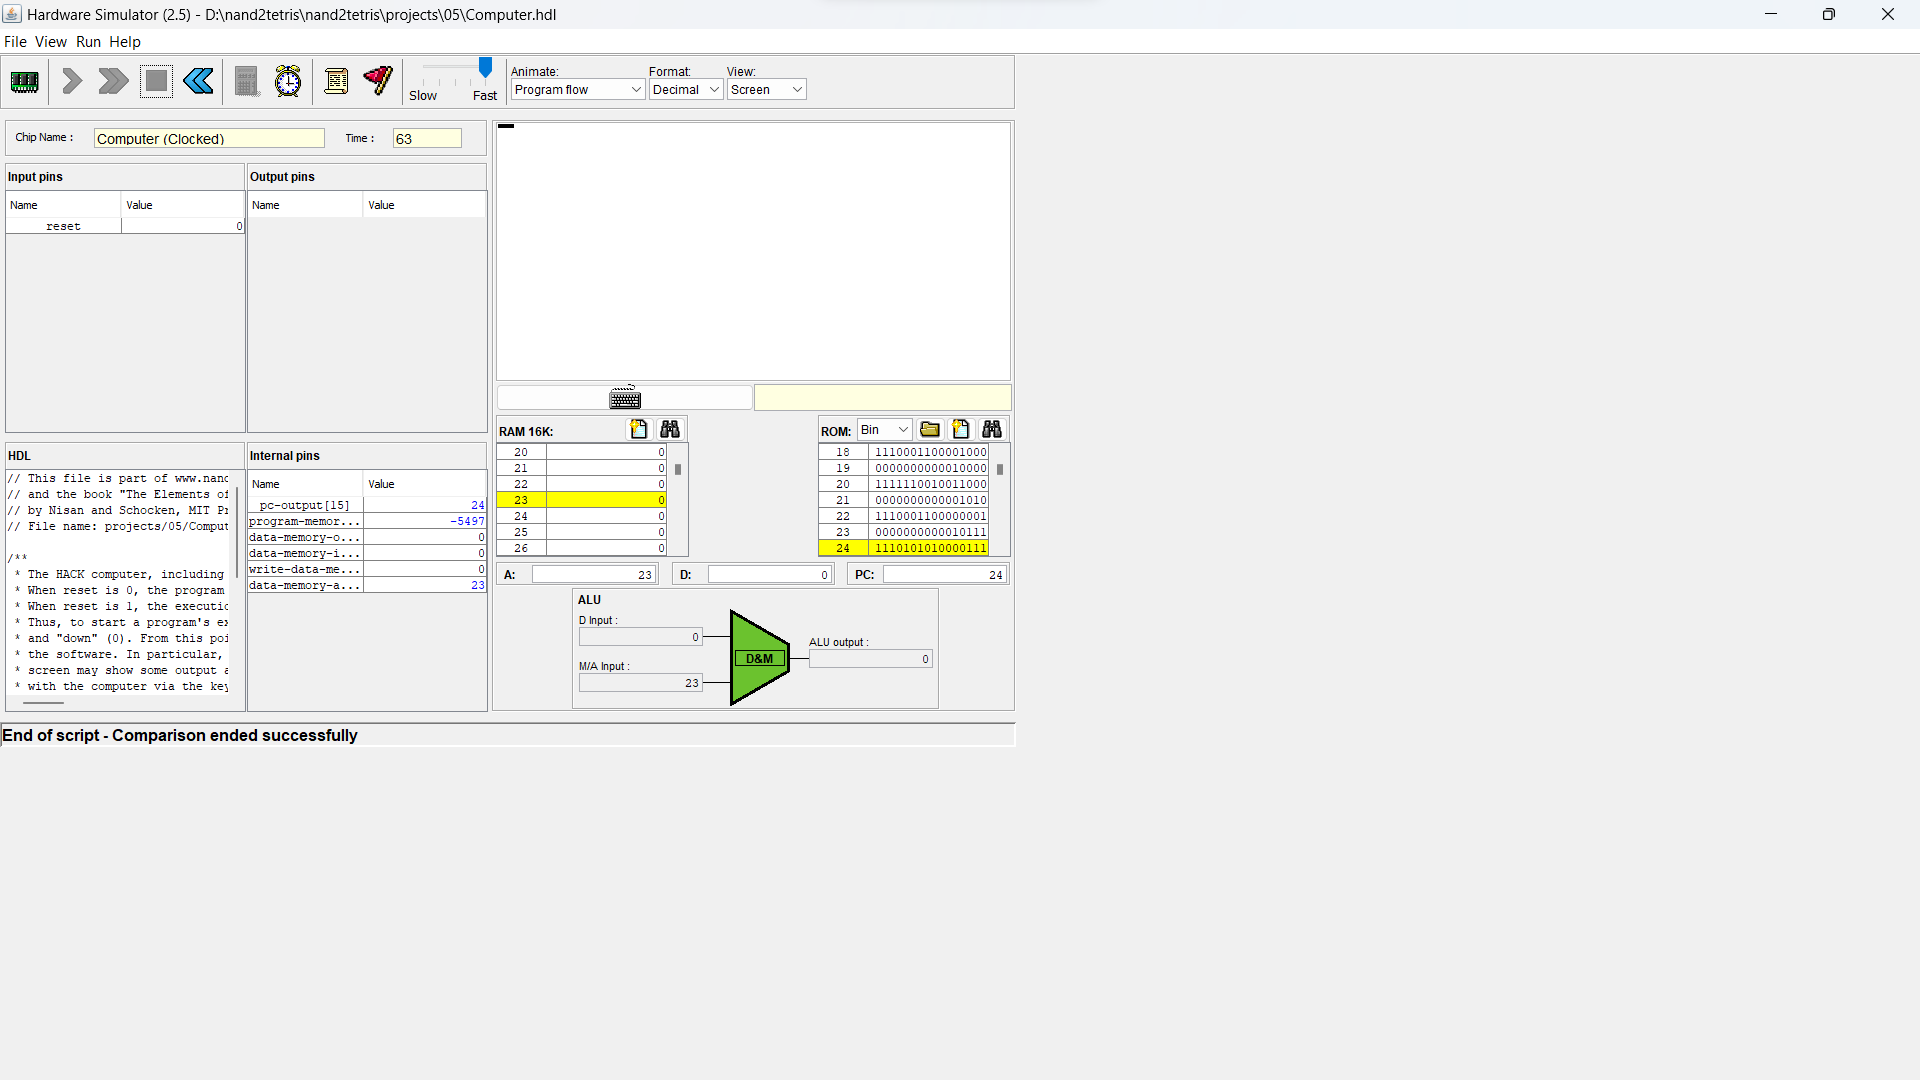 Hardware Simulator (2.5) - D:\nand2tetris\nand2tetris\projects\05\Computer.hdl
File View Run Help
Slow Fast
Animate:
Program flow
Format:
Decimal
View:
Screen
Chip Name :
Computer (Clocked)
Time :
63
Input pins
Name Value
reset 0
Output pins
Name Value
HDL
// This file is part of www.nand
// and the book "The Elements of
// by Nisan and Schocken, MIT Pr
// File name: projects/05/Comput
/**
* The HACK computer, including
* When reset is 0, the program
* When reset is 1, the executic
* Thus, to start a program's ex
* and "down" (0). From this poi
* the software. In particular,
* screen may show some output a
* with the computer via the key
Internal pins
Name Value
pc-output[15] 24
program-memor... -5497
data-memory-o... 0
data-memory-i... 0
write-data-me... 0
data-memory-a... 23
RAM 16K:
20 0
21 0
22 0
23 0
24 0
25 0
26 0
ROM: Bin
18 1110001100001000
19 0000000000010000
20 1111110010011000
21 0000000000001010
22 1110001100000001
23 0000000000010111
24 1110101010000111
A: 23
D: 0
PC: 24
ALU
D Input :
0
M/A Input :
23
D&M
ALU output :
0
End of script - Comparison ended successfully